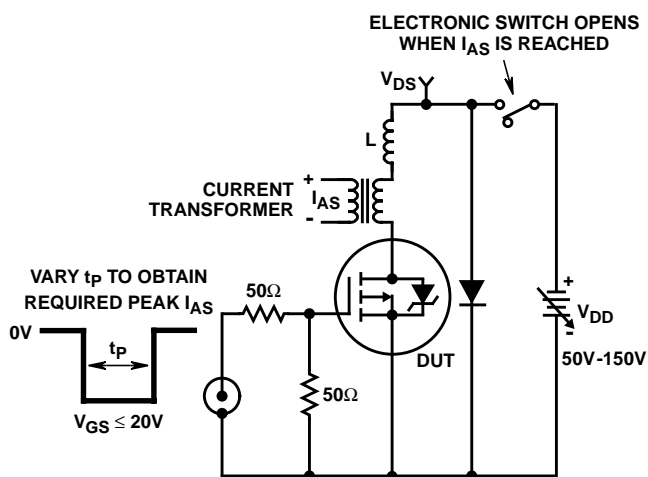 ELECTRONIC SWITCH OPENS
WHEN IAS IS REACHED
VDS
L
+
-
IAS
CURRENT
TRANSFORMER
VARY tP TO OBTAIN
REQUIRED PEAK IAS
0V
tP
VGS ≤ 20V
50Ω
50Ω
DUT
+
-
VDD
50V-150V